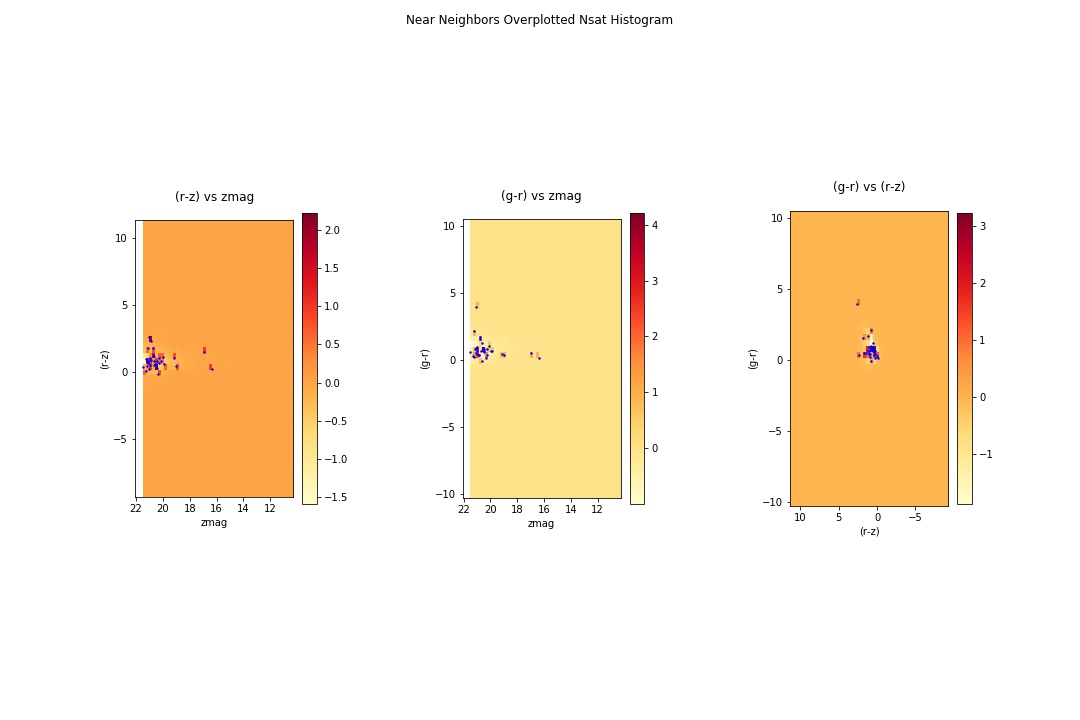 Near Neighbors Overplotted Nsat Histogram
(r-z) vs zmag
10
5
0
−5
(r-z)
22 20 18 16 14 12
zmag
2.0
1.5
1.0
0.5
0.0
−0.5
−1.0
−1.5
(g-r) vs zmag
10
5
0
−5
−10
(g-r)
22 20 18 16 14 12
zmag
4
3
2
1
0
(g-r) vs (r-z)
10
5
0
−5
−10
(g-r)
10 5 0 −5
(r-z)
3
2
1
0
−1